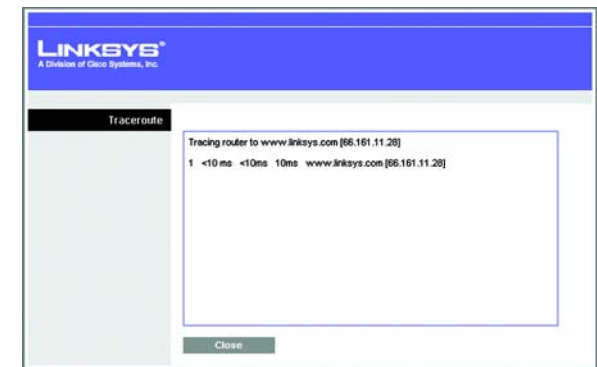 LINKSYS®
A Division of Cisco Systems, Inc.
Traceroute
Tracing router to www.linksys.com [66.161.11.28]
1 <10 ms <10ms 10ms www.linksys.com [66.161.11.28]
Close